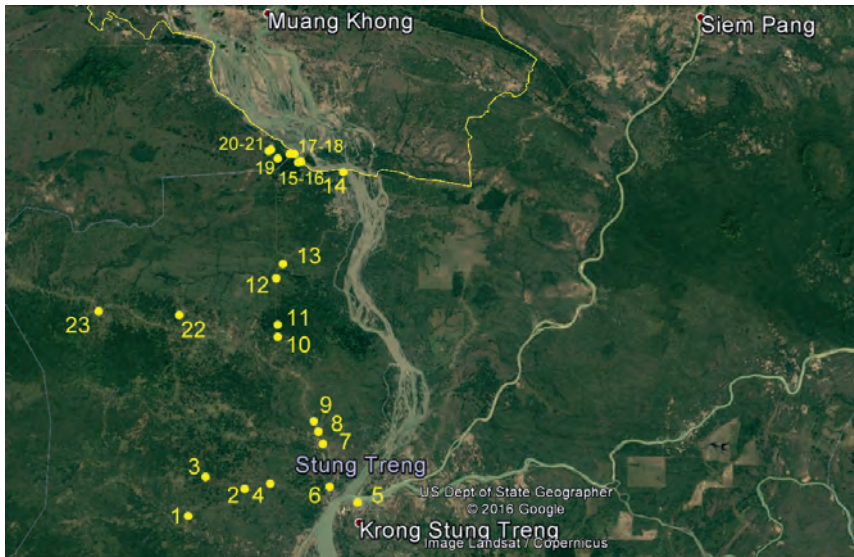 Muang Khong
Siem Pang
20-21
17-18
19
15-16
14
13
12
23
22
11
10
9
8
7
3
Stung Treng
2
4
6
5
US Dept of State Geographer
© 2016 Google
1
Krong Stung Treng
Image Landsat / Copernicus